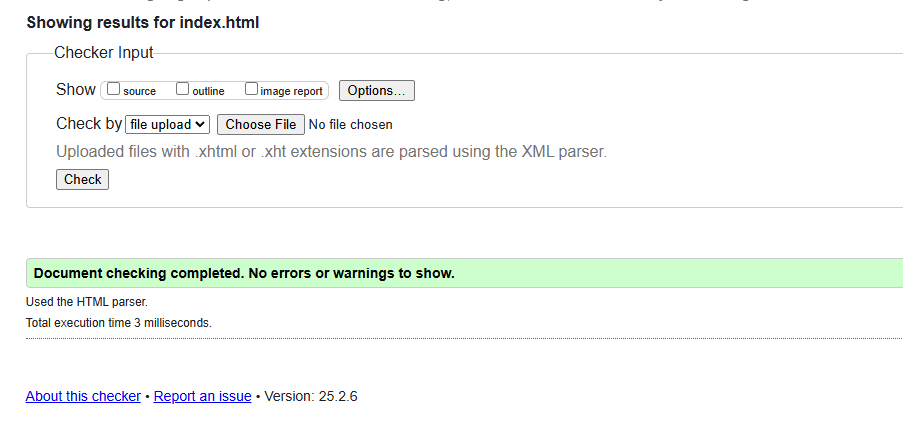 Showing results for index.html
Checker Input
Show source outline image report Options...
Check by file upload Choose File No file chosen
Uploaded files with .xhtml or .xht extensions are parsed using the XML parser.
Check
Document checking completed. No errors or warnings to show.
Used the HTML parser.
Total execution time 3 milliseconds.
About this checker • Report an issue • Version: 25.2.6